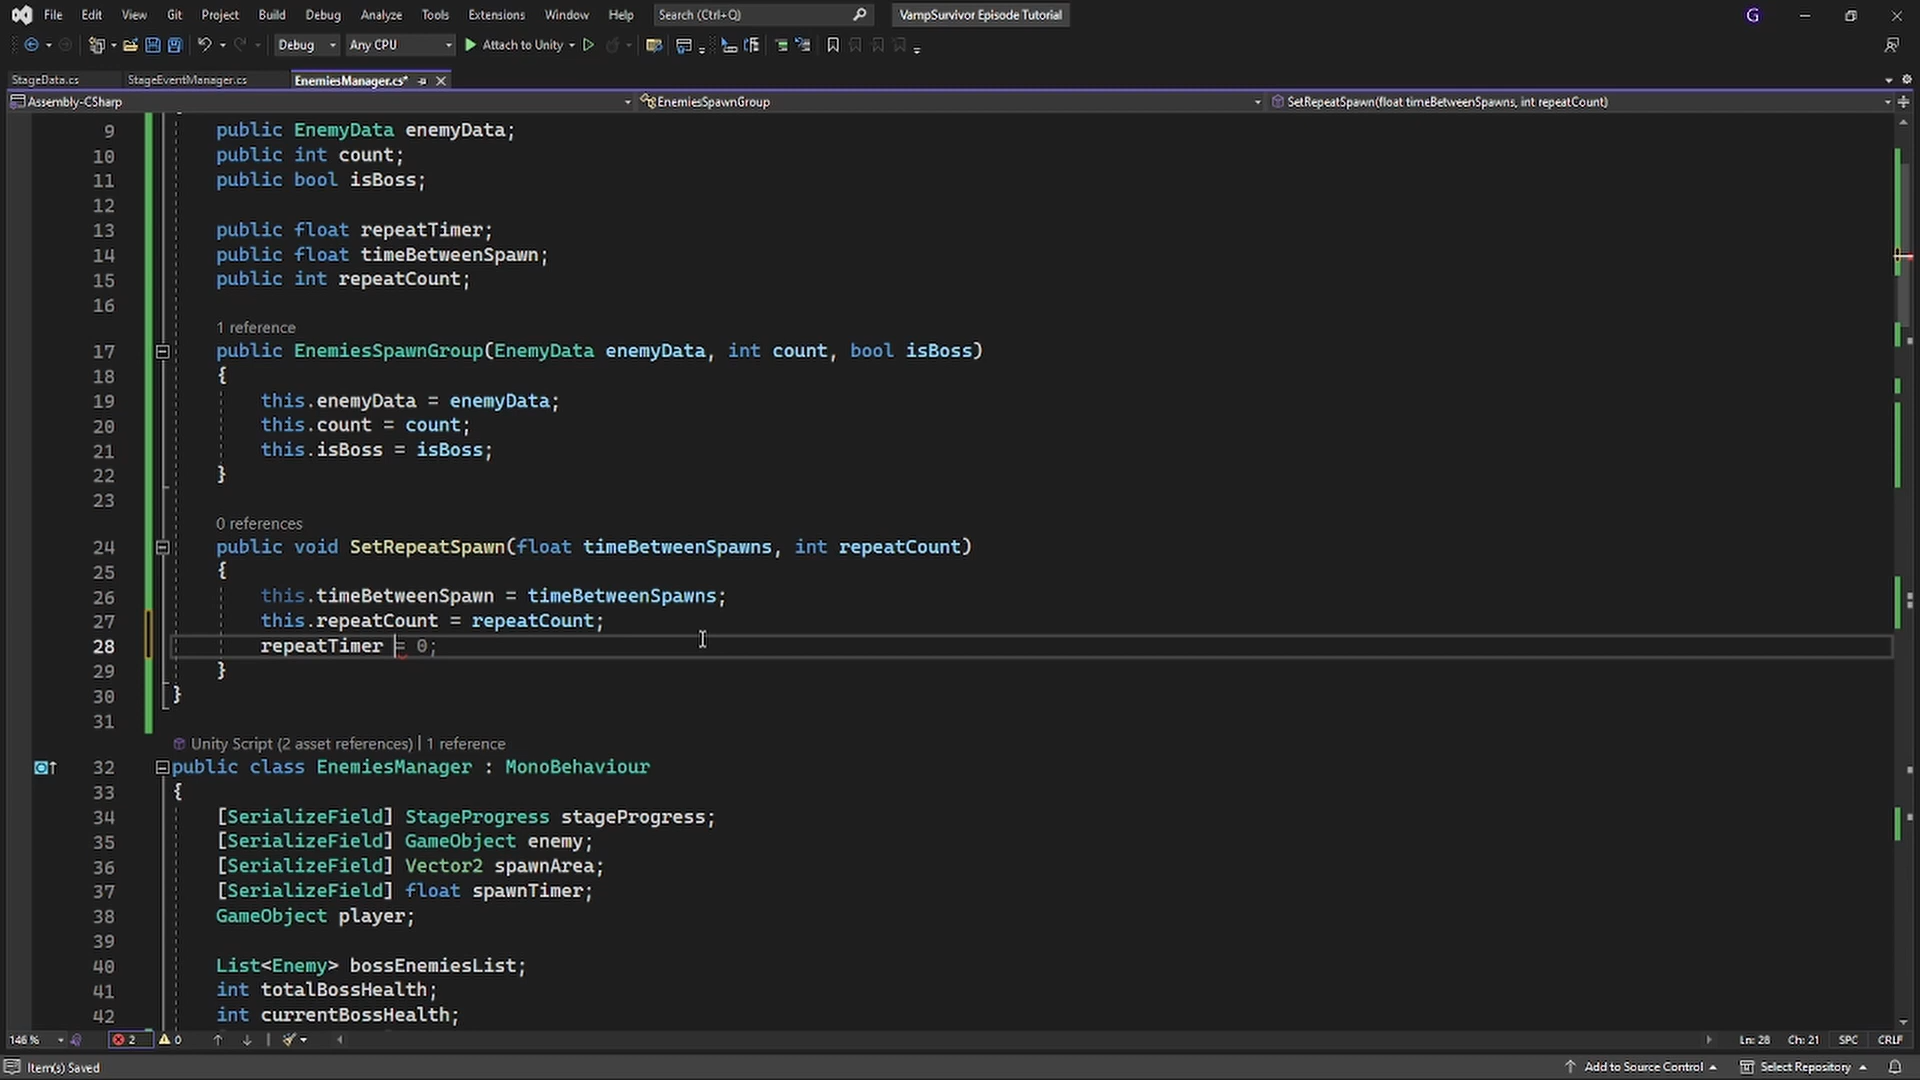 File Edit View Git Project Build Debug Analyze Tools Extensions Window Help Search (Ctrl+Q) VampSurvivor Episode Tutorial G
Debug Any CPU Attach to Unity
StageData.cs StageEventManager.cs EnemiesManager.cs*
Assembly-CSharp EnemiesSpawnGroup SetRepeatSpawn(float timeBetweenSpawns, int repeatCount)
9 public EnemyData enemyData;
10 public int count;
11 public bool isBoss;
12
13 public float repeatTimer;
14 public float timeBetweenSpawn;
15 public int repeatCount;
16
1 reference
17 public EnemiesSpawnGroup(EnemyData enemyData, int count, bool isBoss)
18 {
19 this.enemyData = enemyData;
20 this.count = count;
21 this.isBoss = isBoss;
22 }
23
0 references
24 public void SetRepeatSpawn(float timeBetweenSpawns, int repeatCount)
25 {
26 this.timeBetweenSpawn = timeBetweenSpawns;
27 this.repeatCount = repeatCount;
28 repeatTimer = 0;
29 }
30 }
31
Unity Script (2 asset references) | 1 reference
32 public class EnemiesManager : MonoBehaviour
33 {
34 [SerializeField] StageProgress stageProgress;
35 [SerializeField] GameObject enemy;
36 [SerializeField] Vector2 spawnArea;
37 [SerializeField] float spawnTimer;
38 GameObject player;
39
40 List<Enemy> bossEnemiesList;
41 int totalBossHealth;
42 int currentBossHealth;
146 % 2 0 Ln: 28 Ch: 21 SPC CRLF
Item(s) Saved Add to Source Control Select Repository